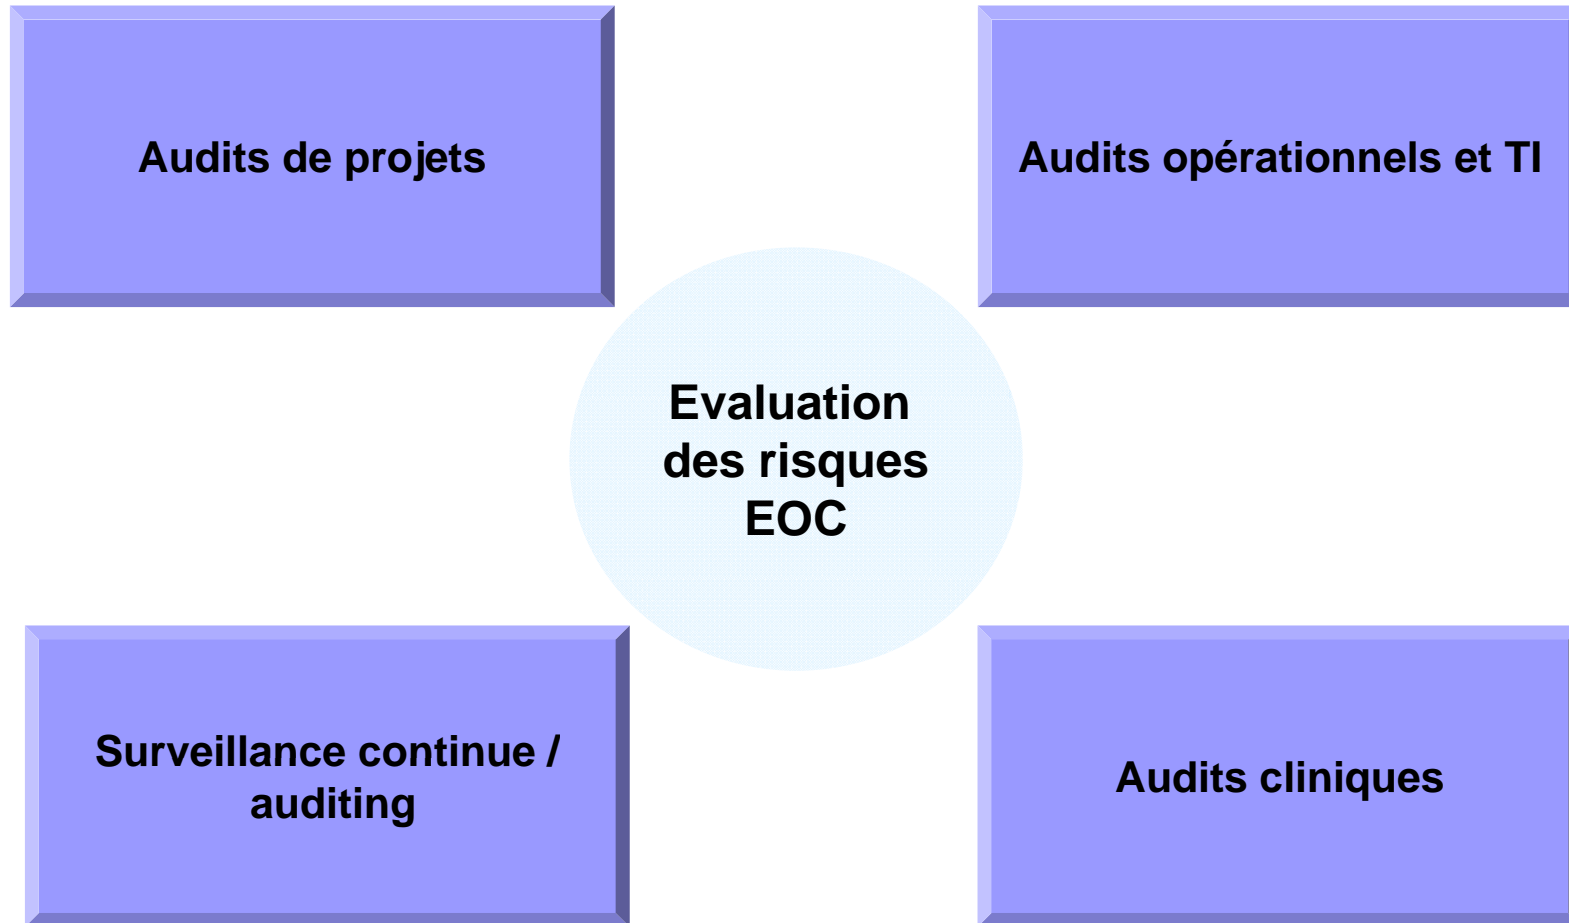 Audits de projets
Audits opérationnels et TI
Evaluation
des risques
EOC
Surveillance continue /
auditing
Audits cliniques